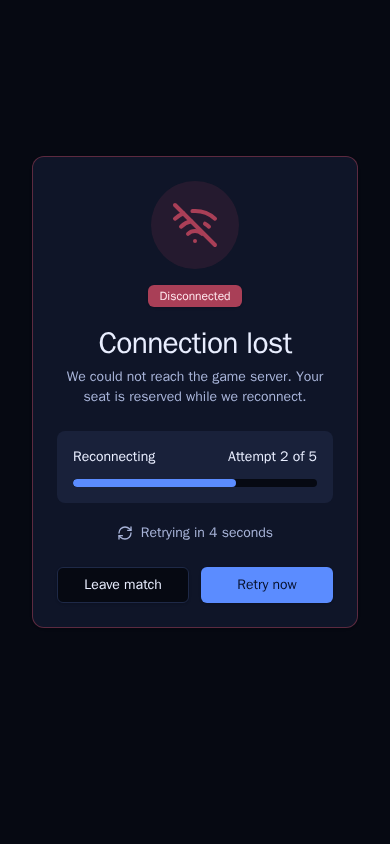 Disconnected
Connection lost
We could not reach the game server. Your
seat is reserved while we reconnect.
Reconnecting Attempt 2 of 5
Retrying in 4 seconds
Leave match Retry now